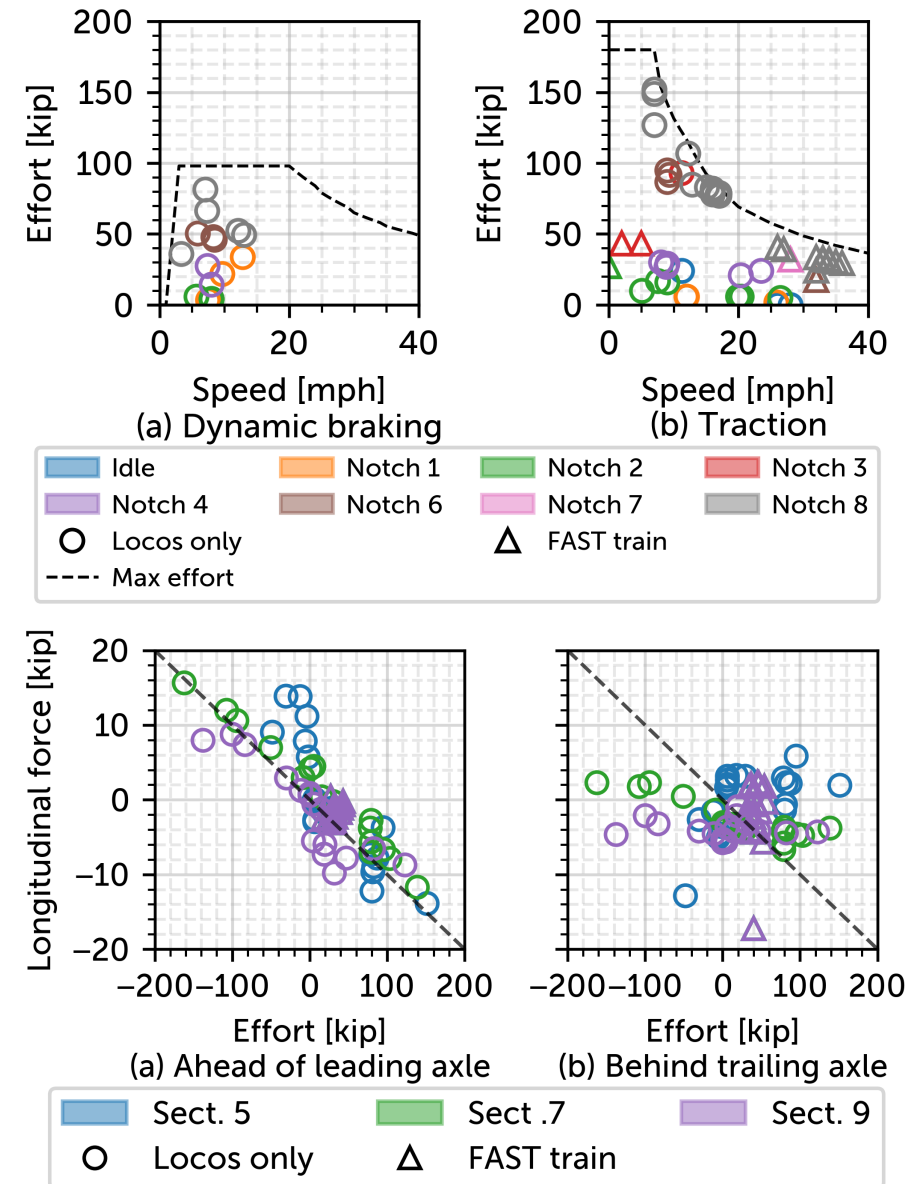 200
150
100
50
0
0 20 40
Effort [kip]
Speed [mph]
(a) Dynamic braking
200
150
100
50
0
0 20 40
Effort [kip]
Speed [mph]
(b) Traction
Idle Notch 1 Notch 2 Notch 3
Notch 4 Notch 6 Notch 7 Notch 8
Locos only FAST train
Max effort
20
10
0
−10
−20
−200 −100 0 100 200
Longitudinal force [kip]
Effort [kip]
(a) Ahead of leading axle
−200 −100 0 100 200
Effort [kip]
(b) Behind trailing axle
Sect. 5 Sect .7 Sect. 9
Locos only FAST train